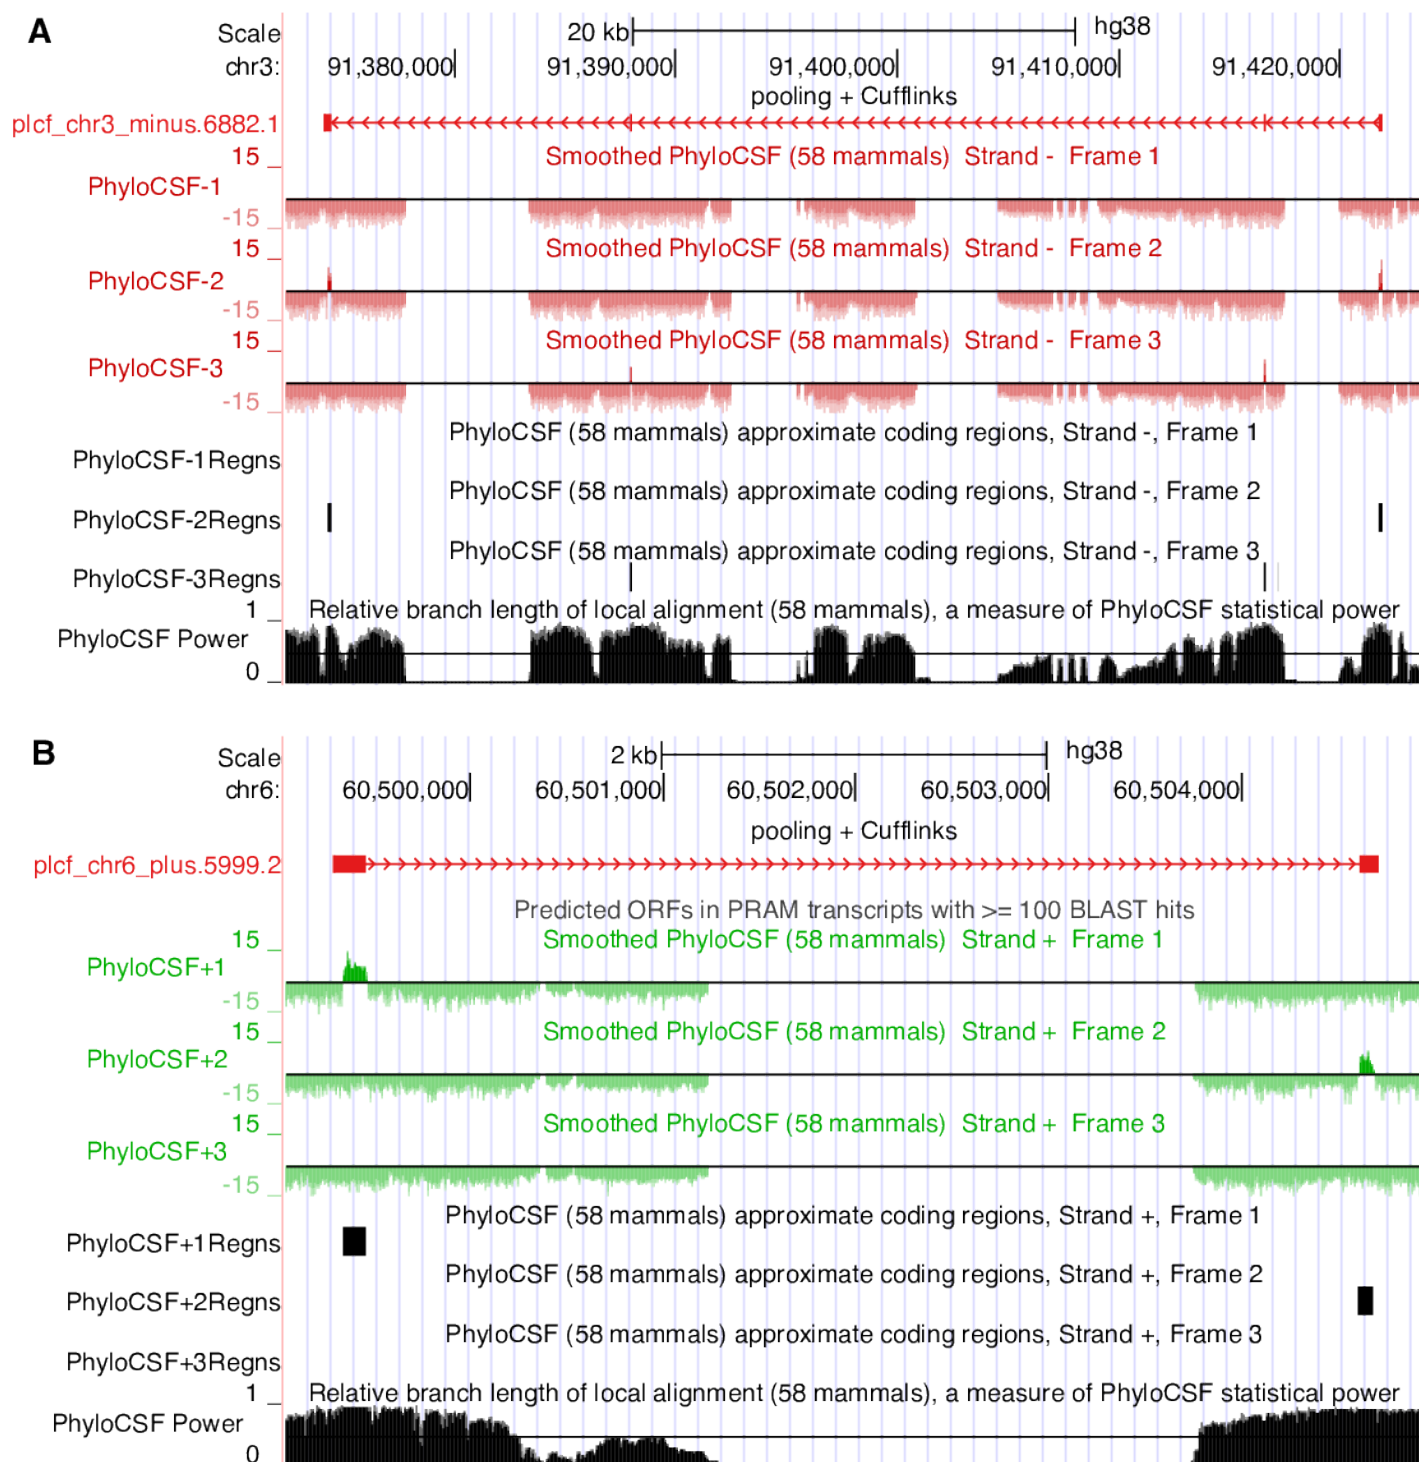 A
Scale 20 kb hg38
chr3: 91,380,000 91,390,000 91,400,000 91,410,000 91,420,000
pooling + Cufflinks
plcf_chr3_minus.6882.1
15 Smoothed PhyloCSF (58 mammals) Strand - Frame 1
PhyloCSF-1
-15
15 Smoothed PhyloCSF (58 mammals) Strand - Frame 2
PhyloCSF-2
-15
15 Smoothed PhyloCSF (58 mammals) Strand - Frame 3
PhyloCSF-3
-15
PhyloCSF (58 mammals) approximate coding regions, Strand -, Frame 1
PhyloCSF-1Regns
PhyloCSF (58 mammals) approximate coding regions, Strand -, Frame 2
PhyloCSF-2Regns
PhyloCSF (58 mammals) approximate coding regions, Strand -, Frame 3
PhyloCSF-3Regns
1 Relative branch length of local alignment (58 mammals), a measure of PhyloCSF statistical power
PhyloCSF Power
0
B
Scale 2 kb hg38
chr6: 60,500,000 60,501,000 60,502,000 60,503,000 60,504,000
pooling + Cufflinks
plcf_chr6_plus.5999.2
Predicted ORFs in PRAM transcripts with >= 100 BLAST hits
15 Smoothed PhyloCSF (58 mammals) Strand + Frame 1
PhyloCSF+1
-15
15 Smoothed PhyloCSF (58 mammals) Strand + Frame 2
PhyloCSF+2
-15
15 Smoothed PhyloCSF (58 mammals) Strand + Frame 3
PhyloCSF+3
-15
PhyloCSF (58 mammals) approximate coding regions, Strand +, Frame 1
PhyloCSF+1Regns
PhyloCSF (58 mammals) approximate coding regions, Strand +, Frame 2
PhyloCSF+2Regns
PhyloCSF (58 mammals) approximate coding regions, Strand +, Frame 3
PhyloCSF+3Regns
1 Relative branch length of local alignment (58 mammals), a measure of PhyloCSF statistical power
PhyloCSF Power
0